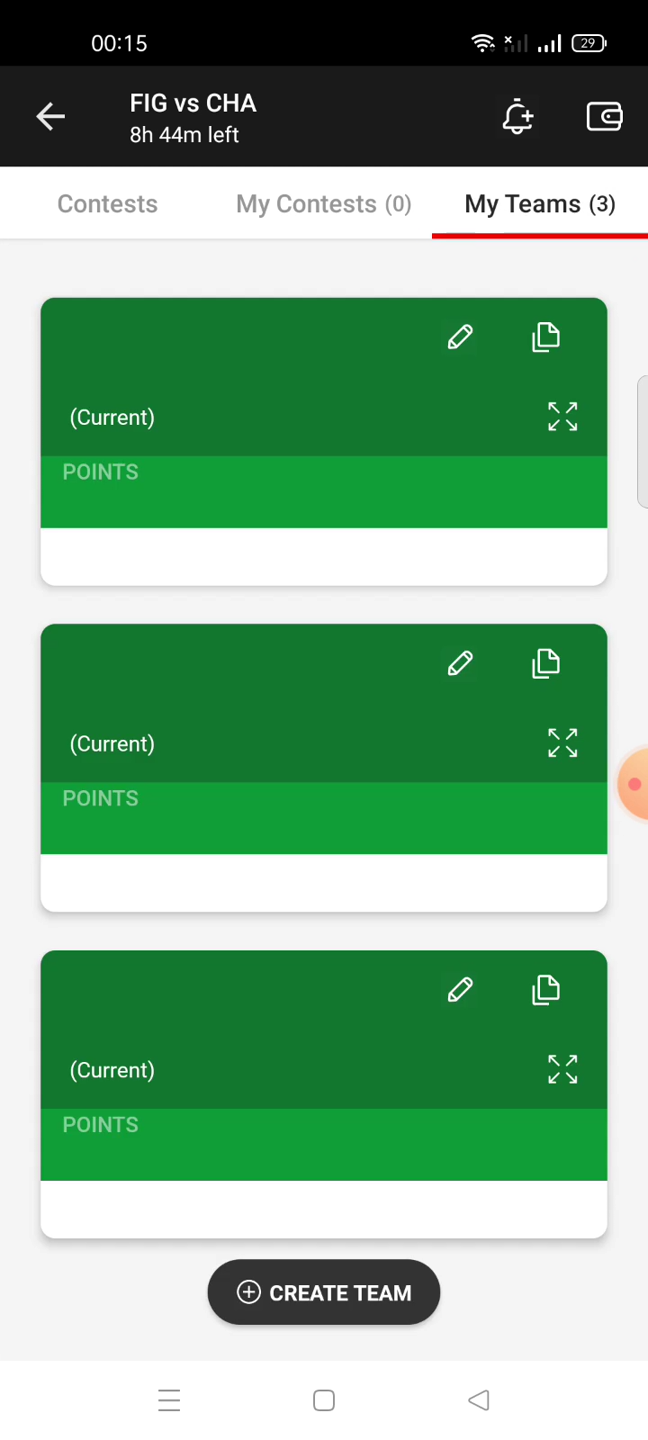 00:15
29
FIG vs CHA
8h 44m left
Contests
My Contests (0)
My Teams (3)
(Current)
POINTS
(Current)
POINTS
(Current)
POINTS
CREATE TEAM